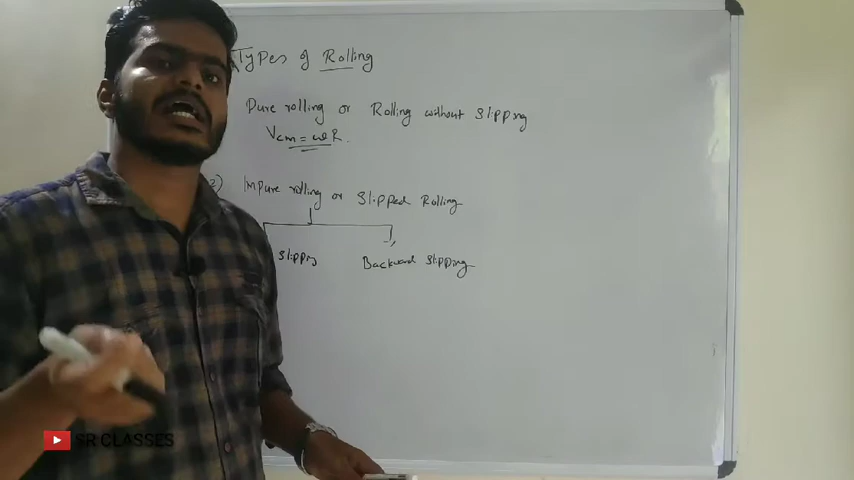 Types of Rolling
Pure rolling or Rolling without Slipping
Vcm = ωR.
2) Impure rolling or Slipped Rolling
Slipping
Backward Slipping
SR CLASSES